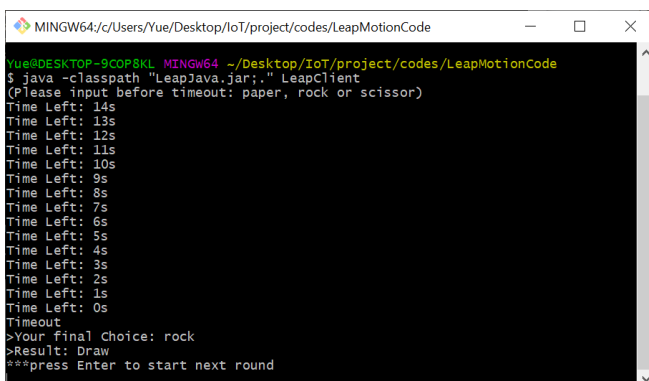 MINGW64:/c/Users/Yue/Desktop/IoT/project/codes/LeapMotionCode
Yue@DESKTOP-9COP8KL MINGW64 ~/Desktop/IoT/project/codes/LeapMotionCode
$ java -classpath "LeapJava.jar;." LeapClient
(Please input before timeout: paper, rock or scissor)
Time Left: 14s
Time Left: 13s
Time Left: 12s
Time Left: 11s
Time Left: 10s
Time Left: 9s
Time Left: 8s
Time Left: 7s
Time Left: 6s
Time Left: 5s
Time Left: 4s
Time Left: 3s
Time Left: 2s
Time Left: 1s
Time Left: 0s
Timeout
>Your final Choice: rock
>Result: Draw
***press Enter to start next round